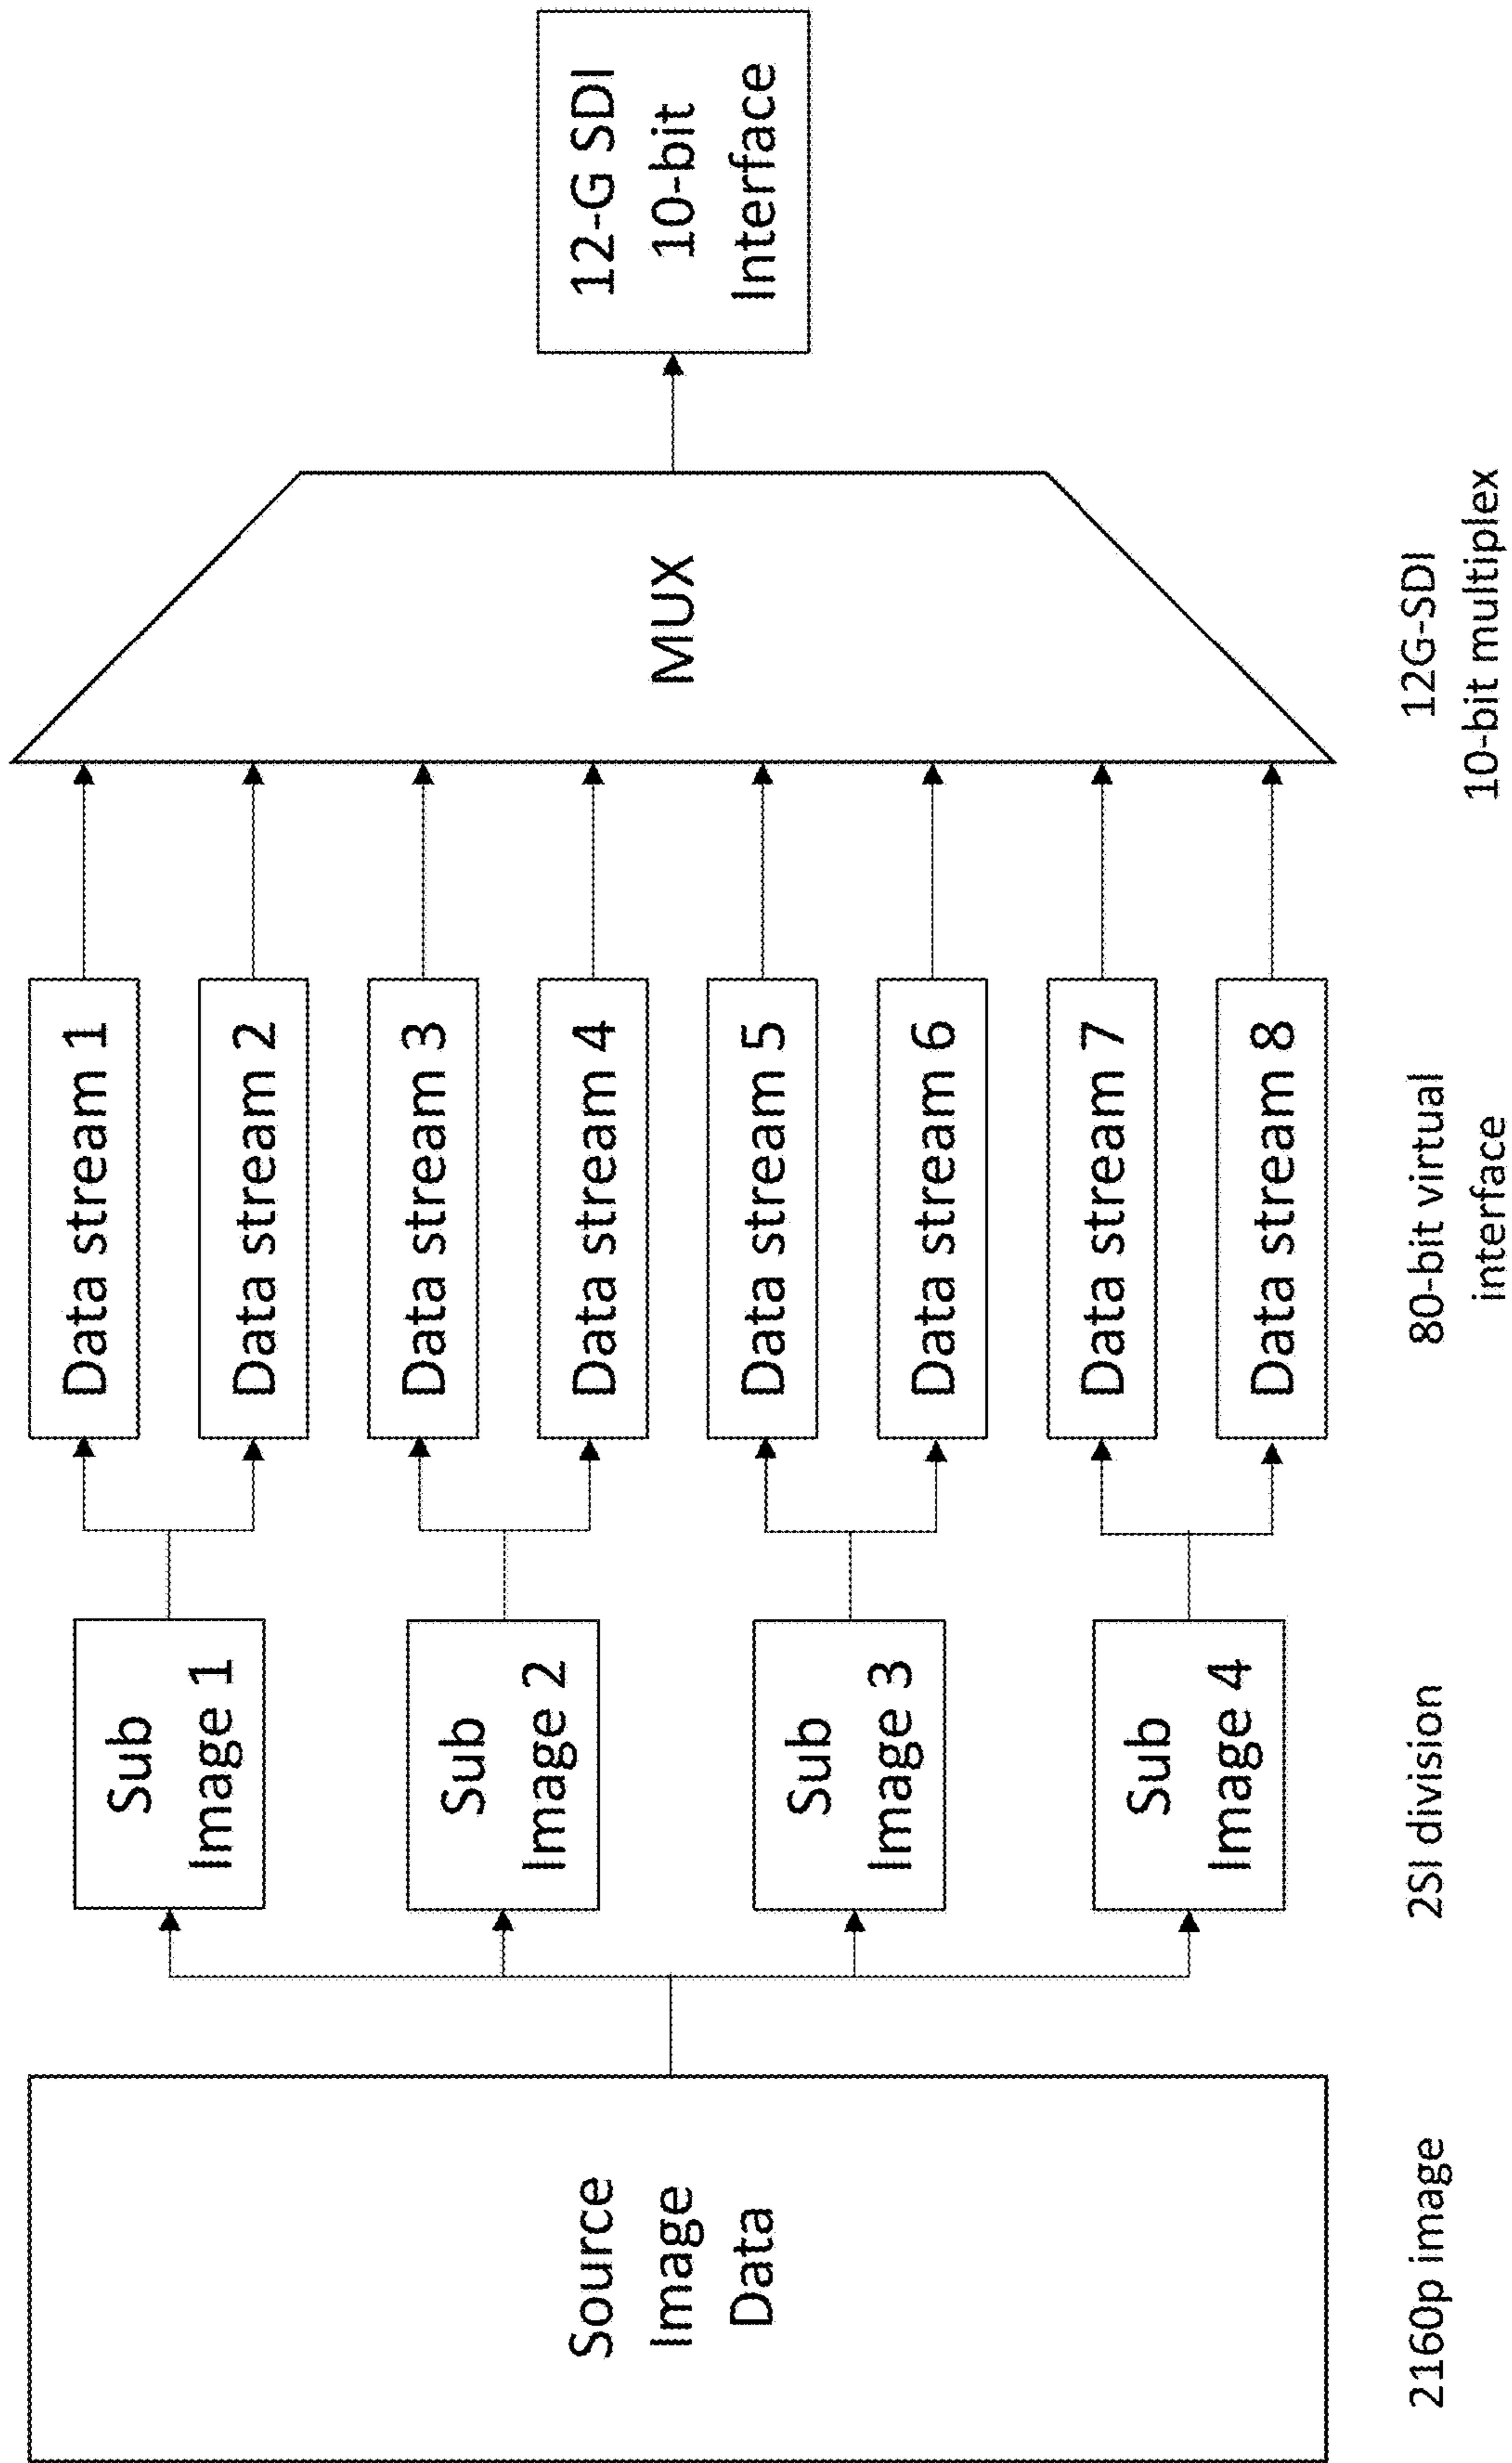 Source
Image
Data
2160p image
Sub
Image 1
Sub
Image 2
Sub
Image 3
Sub
Image 4
2SI division
Data stream 1
Data stream 2
Data stream 3
Data stream 4
Data stream 5
Data stream 6
Data stream 7
Data stream 8
80-bit virtual
interface
MUX
12G-SDI
10-bit multiplex
12-G SDI
10-bit
Interface